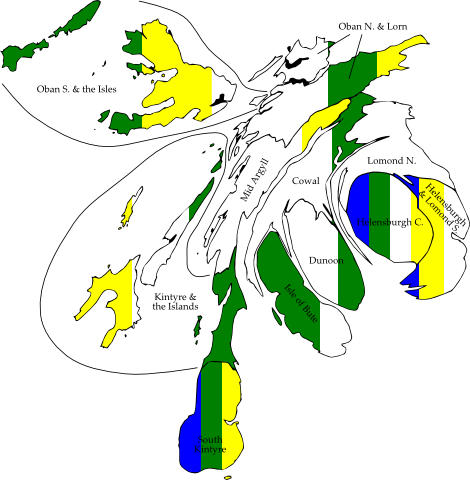 Oban N. & Lorn
Oban S. & the Isles
Mid Argyll
Lomond N.
Cowal
Helensburgh
& Lomond S.
Helensburgh C.
Dunoon
Kintyre &
the Islands
Isle of Bute
South
Kintyre